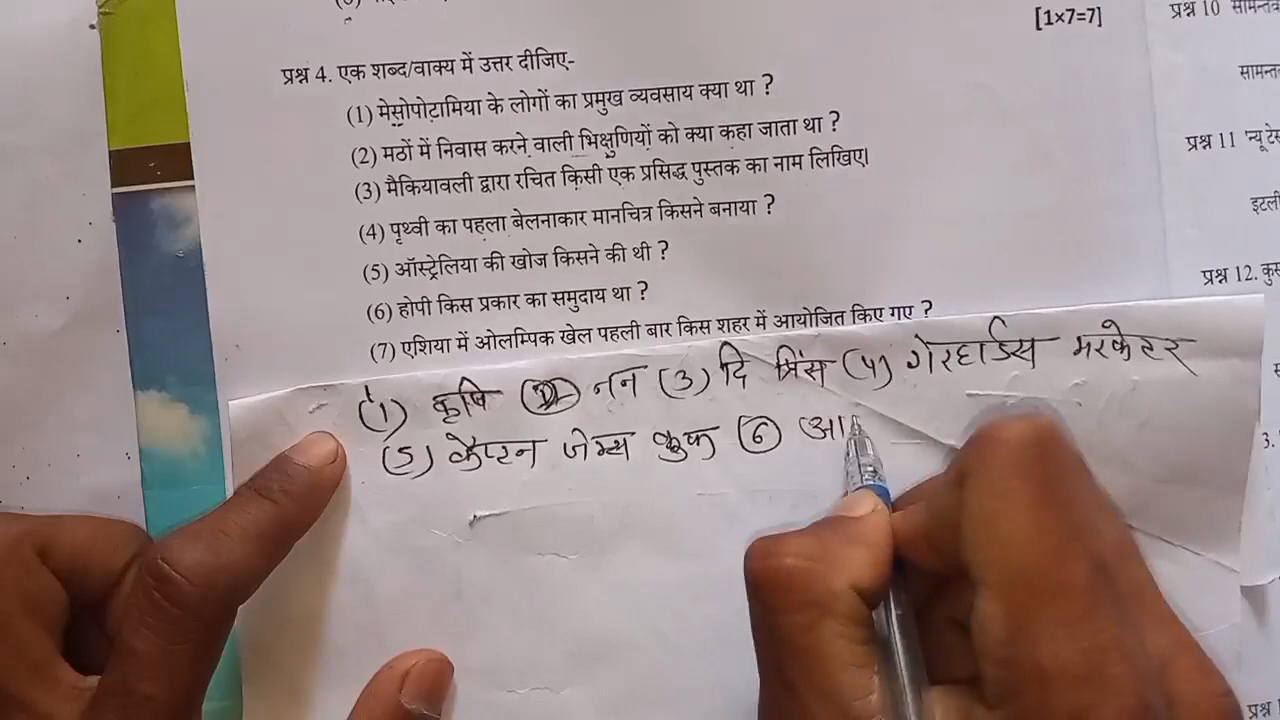 [1×7=7]
प्रश्न 4. एक शब्द/वाक्य में उत्तर दीजिए-
(1) मेसोपोटामिया के लोगों का प्रमुख व्यवसाय क्या था ?
(2) मठों में निवास करने वाली भिक्षुणियों को क्या कहा जाता था ?
(3) मैकियावली द्वारा रचित किसी एक प्रसिद्ध पुस्तक का नाम लिखिए।
(4) पृथ्वी का पहला बेलनाकार मानचित्र किसने बनाया ?
(5) ऑस्ट्रेलिया की खोज किसने की थी ?
(6) होपी किस प्रकार का समुदाय था ?
(7) एशिया में ओलम्पिक खेल पहली बार किस शहर में आयोजित किए गए ?
(1) कृषि (2) नन (3) दि प्रिंस (4) गेरहार्डस मरकेटर
(5) कैप्टन जेम्स कुक (6) आ
प्रश्न 10 सामन्तव
सामन्त
प्रश्न 11 न्यू टेस
इटली
प्रश्न 12. कुस
3.
प्रश्न